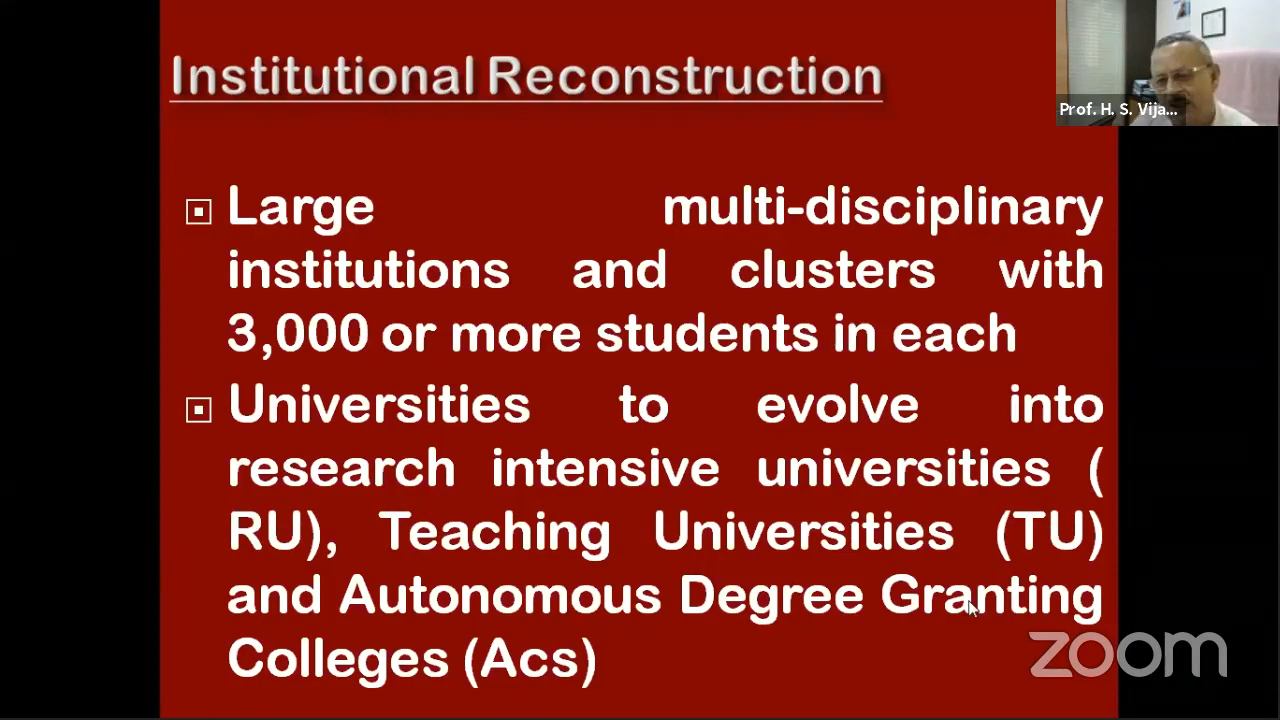 Institutional Reconstruction
Prof. H. S. Vija...
Large multi-disciplinary
institutions and clusters with
3,000 or more students in each
Universities to evolve into
research intensive universities (
RU), Teaching Universities (TU)
and Autonomous Degree Granting
Colleges (Acs)
zoom